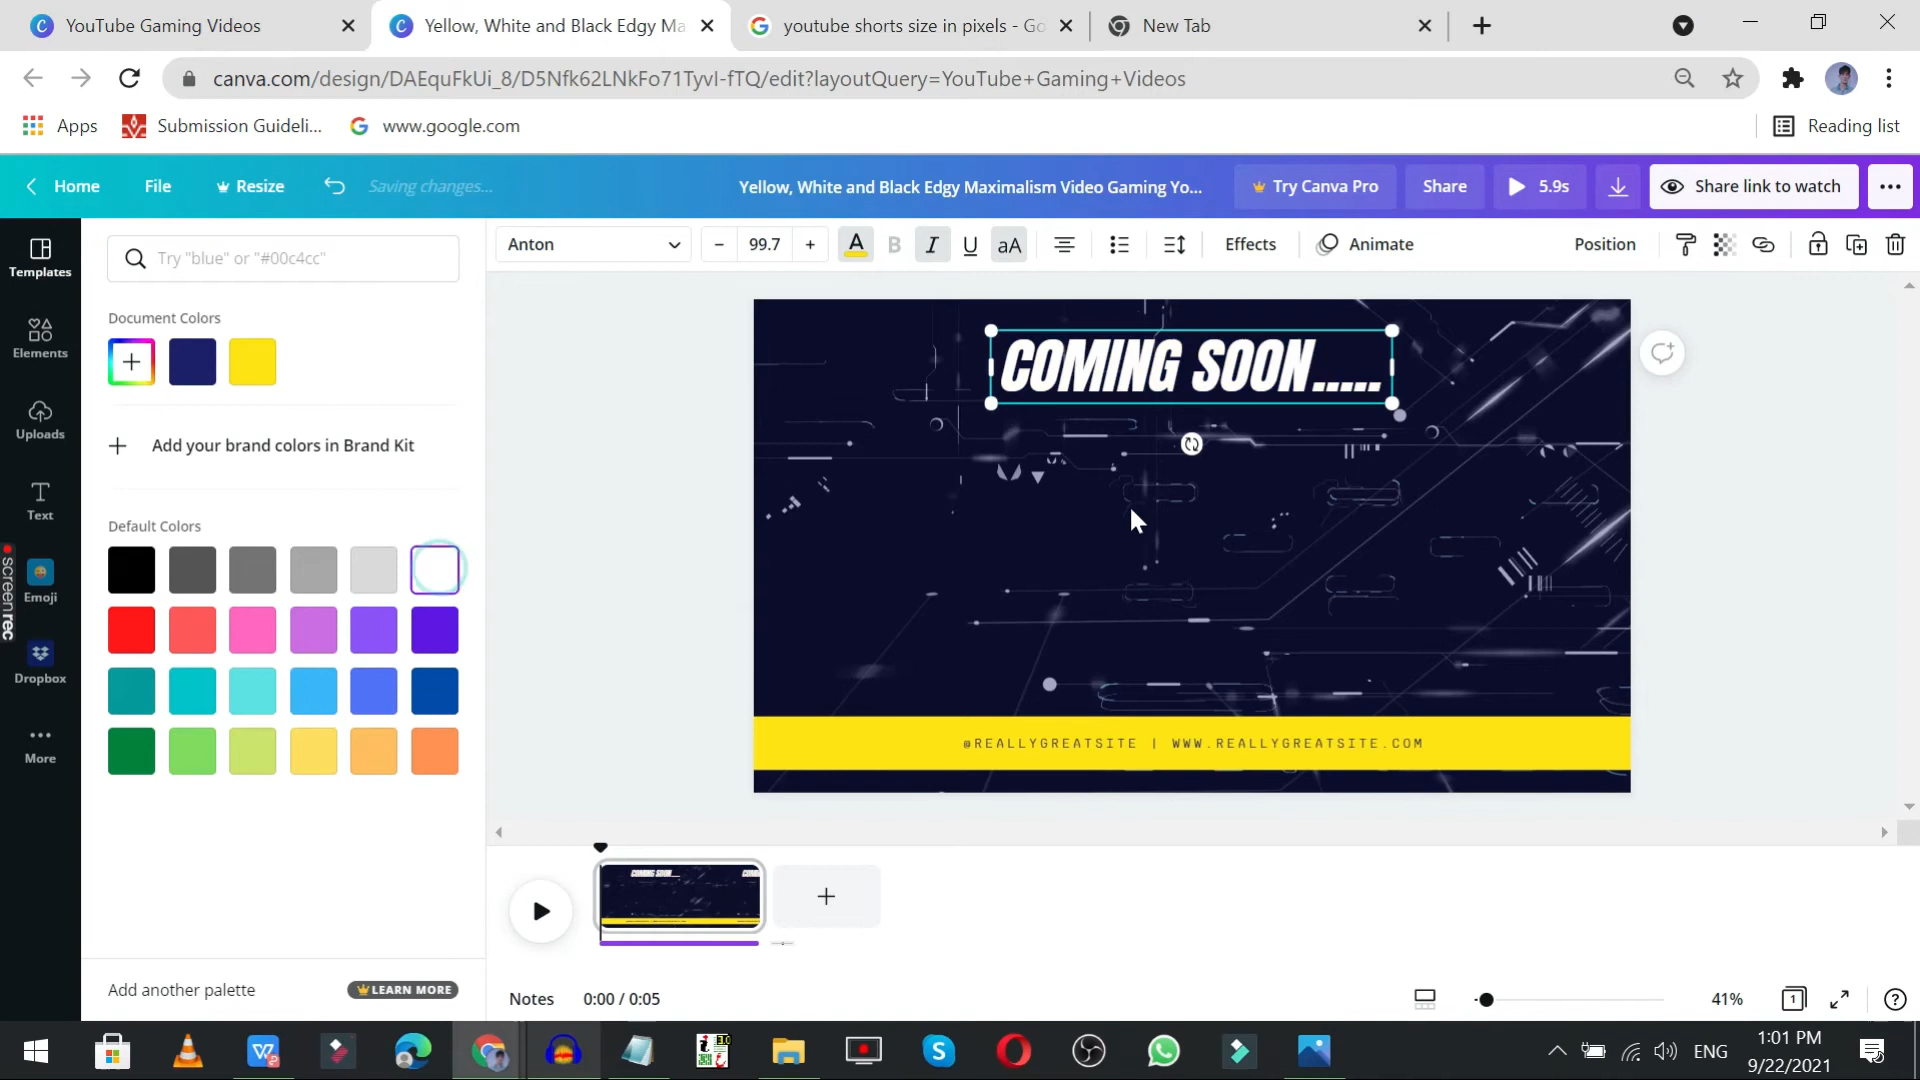 YouTube Gaming Videos
Yellow, White and Black Edgy Ma
youtube shorts size in pixels - Go
New Tab
canva.com/design/DAEquFkUi_8/D5Nfk62LNkFo71TyvI-fTQ/edit?layoutQuery=YouTube+Gaming+Videos
Apps
Submission Guideli...
www.google.com
Reading list
Home
File
Resize
Saving changes...
Yellow, White and Black Edgy Maximalism Video Gaming Yo...
Try Canva Pro
Share
5.9s
Share link to watch
Templates
Elements
Uploads
Text
Emoji
Dropbox
More
screenrec
Try "blue" or "#00c4cc"
Document Colors
Add your brand colors in Brand Kit
Default Colors
Add another palette
LEARN MORE
Anton
99.7
A
B
I
U
aA
Effects
Animate
Position
COMING SOON.....
@REALLYGREATSITE | WWW.REALLYGREATSITE.COM
COMING SOON.....
Notes
0:00 / 0:05
41%
1
ENG
1:01 PM
9/22/2021